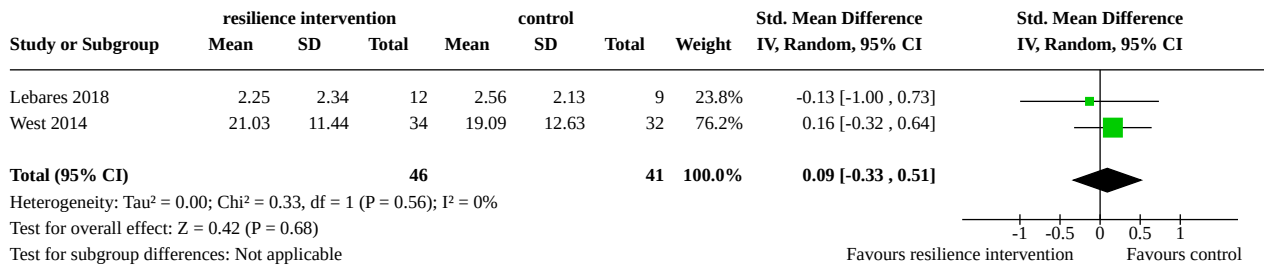 resilience intervention control Std. Mean Difference Std. Mean Difference
Study or Subgroup Mean SD Total Mean SD Total Weight IV, Random, 95% CI IV, Random, 95% CI
Lebares 2018 2.25 2.34 12 2.56 2.13 9 23.8% -0.13 [-1.00 , 0.73]
West 2014 21.03 11.44 34 19.09 12.63 32 76.2% 0.16 [-0.32 , 0.64]
Total (95% CI) 46 41 100.0% 0.09 [-0.33 , 0.51]
Heterogeneity: Tau² = 0.00; Chi² = 0.33, df = 1 (P = 0.56); I² = 0%
Test for overall effect: Z = 0.42 (P = 0.68) -1 -0.5 0 0.5 1
Test for subgroup differences: Not applicable Favours resilience intervention Favours control